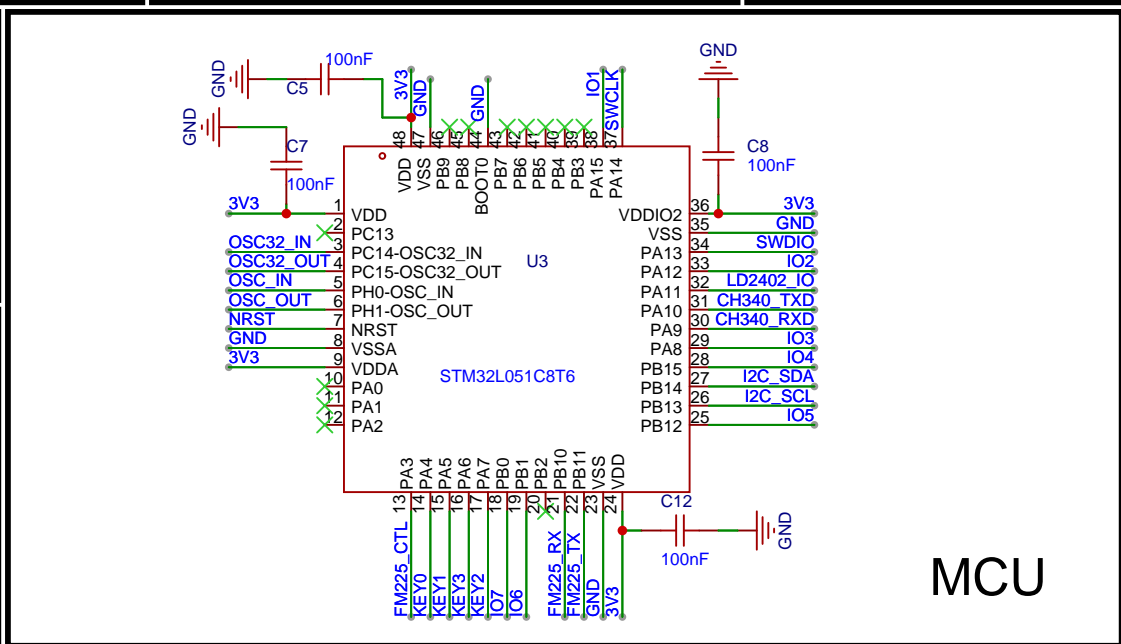 100nF
C5
GND
3V3
GND
GND
IO1
SWCLK
GND
C8
100nF
GND
C7
100nF
48 47 46 45 44 43 42 41 40 39 38 37
VDD VSS PB9 PB8 BOOT0 PB7 PB6 PB5 PB4 PB3 PA15 PA14
3V3 1 VDD
2 PC13
OSC32_IN 3 PC14-OSC32_IN
OSC32_OUT 4 PC15-OSC32_OUT
OSC_IN 5 PH0-OSC_IN
OSC_OUT 6 PH1-OSC_OUT
NRST 7 NRST
GND 8 VSSA
3V3 9 VDDA
10 PA0
11 PA1
12 PA2
U3
STM32L051C8T6
VDDIO2 36 3V3
VSS 35 GND
PA13 34 SWDIO
PA12 33 IO2
PA11 32 LD2402_IO
PA10 31 CH340_TXD
PA9 30 CH340_RXD
PA8 29 IO3
PB15 28 IO4
PB14 27 I2C_SDA
PB13 26 I2C_SCL
PB12 25 IO5
PA3 PA4 PA5 PA6 PA7 PB0 PB1 PB2 PB10 PB11 VSS VDD
13 14 15 16 17 18 19 20 21 22 23 24
FM225_CTL
KEY0
KEY1
KEY3
KEY2
IO7
IO6
FM225_RX
FM225_TX
GND
3V3
C12
100nF
GND
MCU